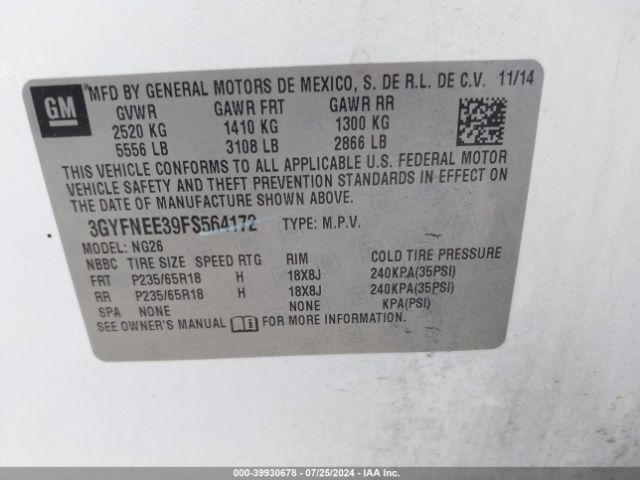 GM
MFD BY GENERAL MOTORS DE MEXICO, S. DE R.L. DE C.V. 11/14
GVWR GAWR FRT GAWR RR
2520 KG 1410 KG 1300 KG
5556 LB 3108 LB 2866 LB
THIS VEHICLE CONFORMS TO ALL APPLICABLE U.S. FEDERAL MOTOR
VEHICLE SAFETY AND THEFT PREVENTION STANDARDS IN EFFECT ON
THE DATE OF MANUFACTURE SHOWN ABOVE.
3GYFNEE39FS564172 TYPE: M.P.V.
MODEL: NG26
NBBC TIRE SIZE SPEED RTG RIM COLD TIRE PRESSURE
FRT P235/65R18 H 18X8J 240KPA(35PSI)
RR P235/65R18 H 18X8J 240KPA(35PSI)
SPA NONE NONE KPA(PSI)
SEE OWNER'S MANUAL FOR MORE INFORMATION.
000-39930678 / 07/25/2024 / IAAI.COM